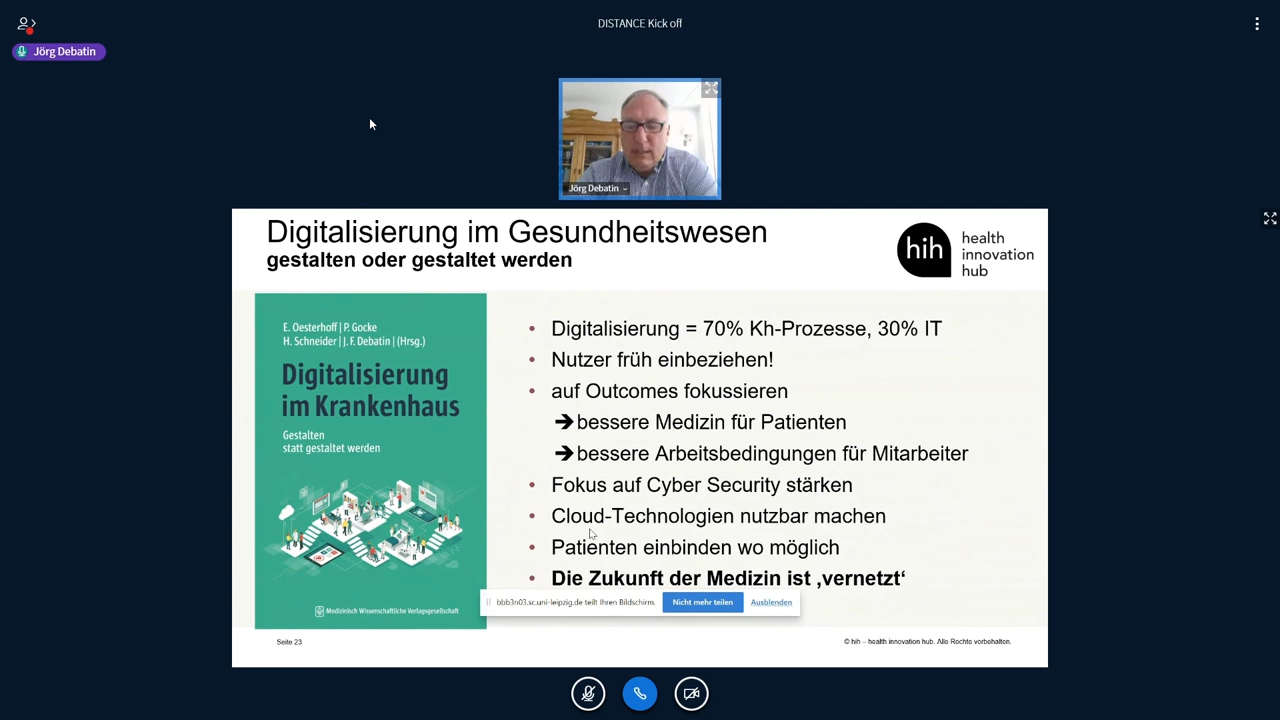 DISTANCE Kick off
Jörg Debatin
Jörg Debatin
Digitalisierung im Gesundheitswesen
gestalten oder gestaltet werden
hih
health
innovation
hub
E. Oesterhoff | P. Gocke
H. Schneider | J. F. Debatin | (Hrsg.)
Digitalisierung
im Krankenhaus
Gestalten
statt gestaltet werden
Medizinisch Wissenschaftliche Verlagsgesellschaft
• Digitalisierung = 70% Kh-Prozesse, 30% IT
• Nutzer früh einbeziehen!
• auf Outcomes fokussieren
➔ bessere Medizin für Patienten
➔ bessere Arbeitsbedingungen für Mitarbeiter
• Fokus auf Cyber Security stärken
• Cloud-Technologien nutzbar machen
• Patienten einbinden wo möglich
• Die Zukunft der Medizin ist ‚vernetzt‘
bbb3n03.sc.uni-leipzig.de teilt Ihren Bildschirm. Nicht mehr teilen Ausblenden
Seite 23
© hih – health innovation hub. Alle Rechte vorbehalten.